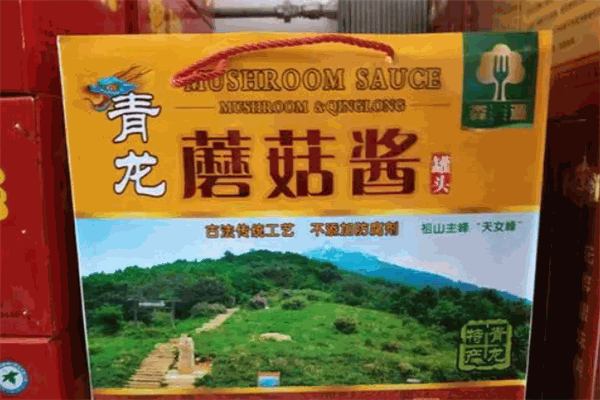 MUSHROOM SAUCE
MUSHROOM & QINGLONG
青龙
蘑菇酱
罐头
古法传统工艺 不添加防腐剂 祖山主峰“天女峰”
青龙
特产